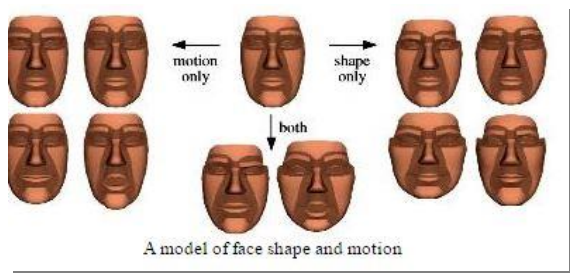 motion
only
shape
only
both
A model of face shape and motion